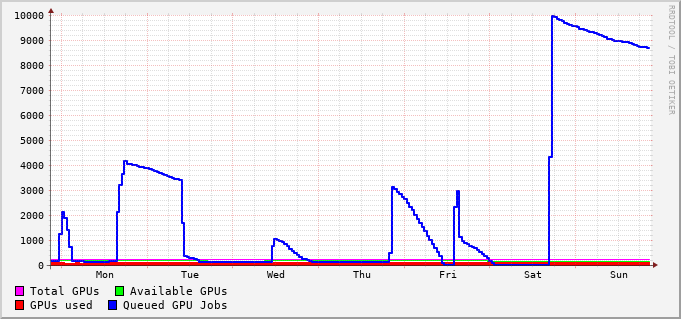 10000
9000
8000
7000
6000
5000
4000
3000
2000
1000
0
Mon Tue Wed Thu Fri Sat Sun
Total GPUs Available GPUs
GPUs used Queued GPU Jobs
RRDTOOL / TOBI OETIKER